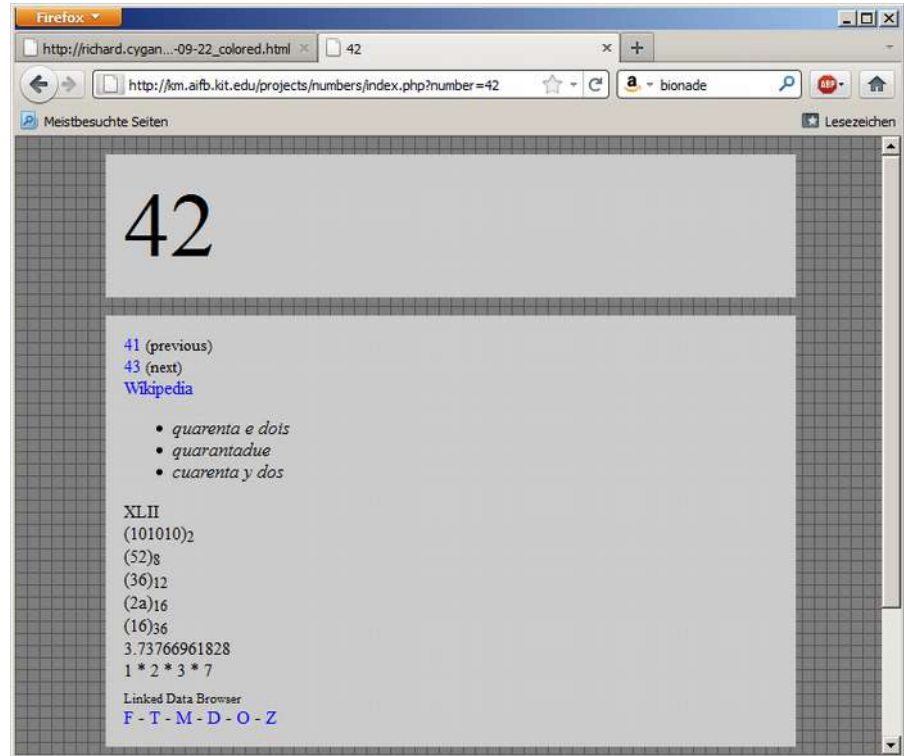 Firefox
http://richard.cygan...-09-22_colored.html
42
http://km.aifb.kit.edu/projects/numbers/index.php?number=42
a
bionade
ABP
Meistbesuchte Seiten
Lesezeichen
42
41 (previous)
43 (next)
Wikipedia
• quarenta e dois
• quarantadue
• cuarenta y dos
XLII
(101010)2
(52)8
(36)12
(2a)16
(16)36
3.73766961828
1 * 2 * 3 * 7
Linked Data Browser
F - T - M - D - O - Z